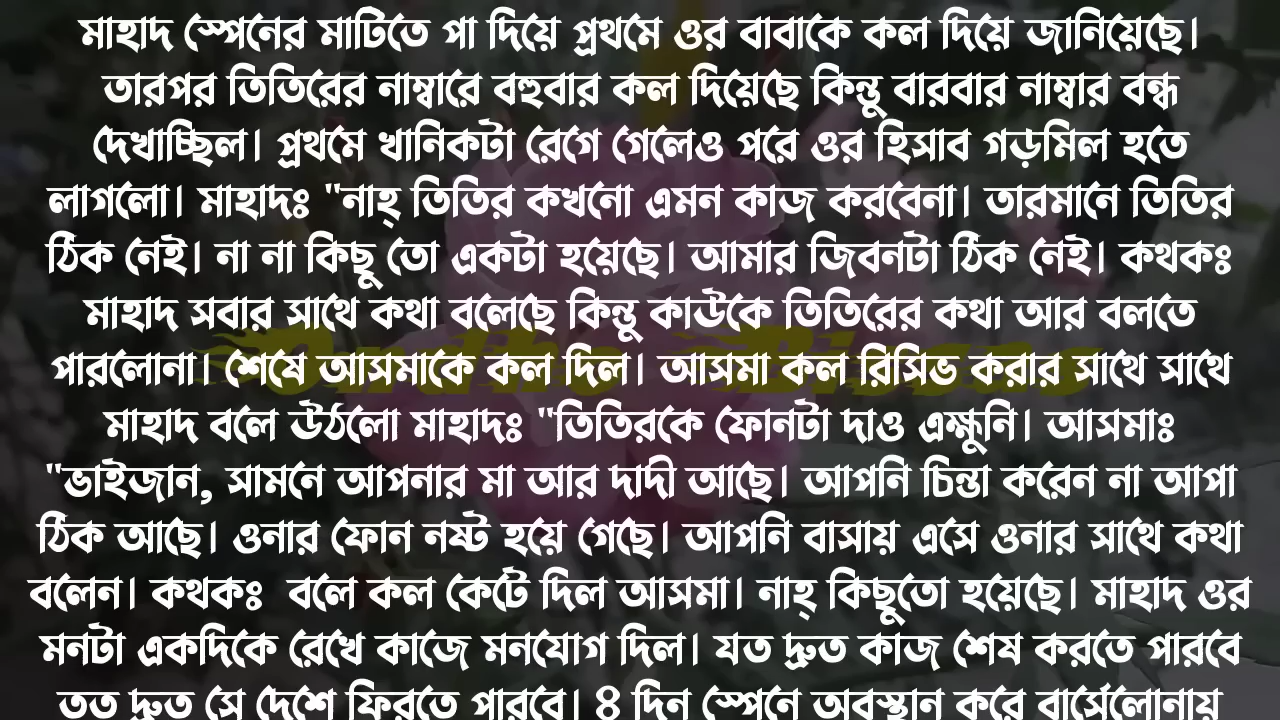 মাহাদ স্পেনের মাটিতে পা দিয়ে প্রথমে ওর বাবাকে কল দিয়ে জানিয়েছে।
তারপর তিতিরের নাম্বারে বহুবার কল দিয়েছে কিন্তু বারবার নাম্বার বন্ধ
দেখাচ্ছিল। প্রথমে খানিকটা রেগে গেলেও পরে ওর হিসাব গড়মিল হতে
লাগলো। মাহাদঃ "নাহ্ তিতির কখনো এমন কাজ করবেনা। তারমানে তিতির
ঠিক নেই। না না কিছু তো একটা হয়েছে। আমার জিবনটা ঠিক নেই। কথকঃ
মাহাদ সবার সাথে কথা বলেছে কিন্তু কাউকে তিতিরের কথা আর বলতে
পারলোনা। শেষে আসমাকে কল দিল। আসমা কল রিসিভ করার সাথে সাথে
মাহাদ বলে ঊঠলো মাহাদঃ "তিতিরকে ফোনটা দাও এক্ষুনি। আসমাঃ
"ভাইজান, সামনে আপনার মা আর দাদী আছে। আপনি চিন্তা করেন না আপা
ঠিক আছে। ওনার ফোন নষ্ট হয়ে গেছে। আপনি বাসায় এসে ওনার সাথে কথা
বলেন। কথকঃ  বলে কল কেটে দিল আসমা। নাহ্ কিছুতো হয়েছে। মাহাদ ওর
মনটা একদিকে রেখে কাজে মনযোগ দিল। যত দ্রুত কাজ শেষ করতে পারবে
তত দ্রুত সে দেশে ফিরতে পারবে। ৪ দিন স্পেনে অবস্থান করে বার্সেলোনায়